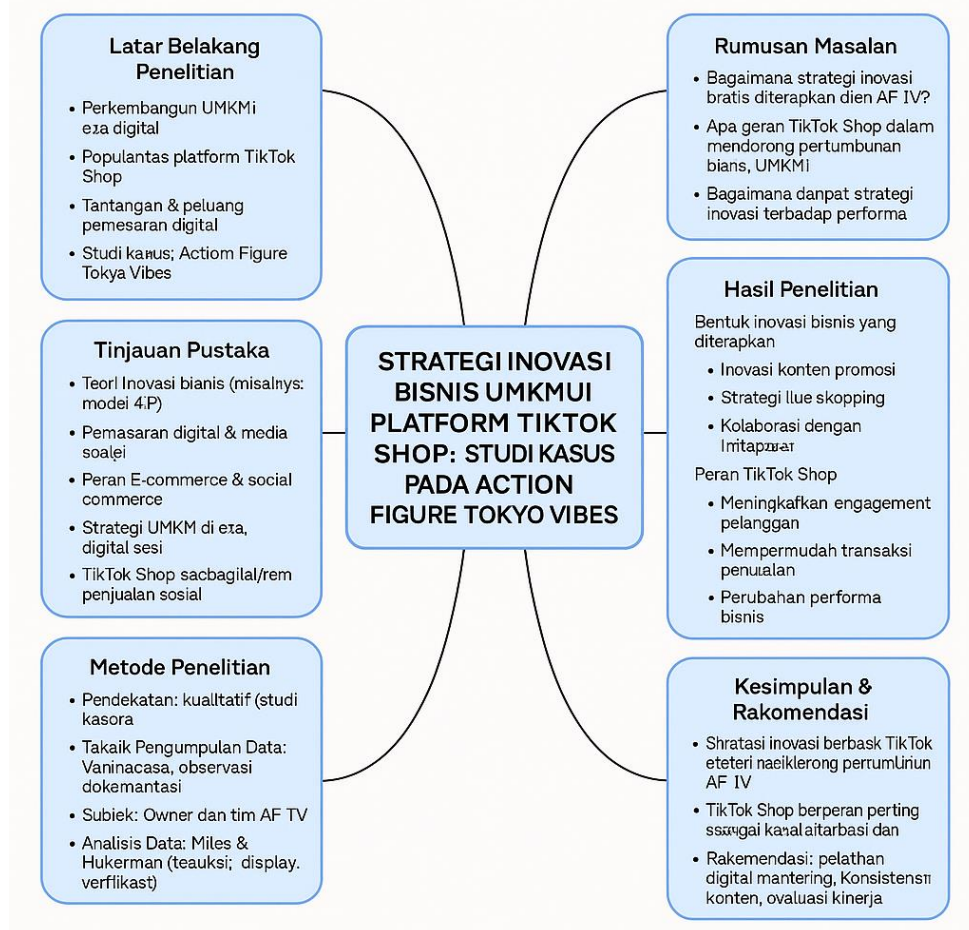 Latar Belakang
Penelitian
• Perkembangun UMKMi
era digital
• Populantas platform TikTok
Shop
• Tantangan & peluang
pemesaran digital
• Studi kasus; Actiom Figure
Tokya Vibes
Tinjauan Pustaka
• Teorl Inovasi bianis (misalnys:
model 4P)
• Pemasaran digital & media
soalei
• Peran E-commerce & social
commerce
• Strategi UMKM di era,
digital sesi
• TikTok Shop sacbagilal/rem
penjualan sosial
Metode Penelitian
• Pendekatan: kualltatif (studi
kasora
• Takaik Pengumpulan Data:
Vaninacasa, observasi
dokemantasi
• Subiek: Owner dan tim AF TV
• Analisis Data: Miles &
Hukerman (teauksi; display.
verflikast)
STRATEGI INOVASI
BISNIS UMKMUI
PLATFORM TIKTOK
SHOP: STUDI KASUS
PADA ACTION
FIGURE TOKYO VIBES
Rumusan Masalan
• Bagaimana strategi inovasi
bratis diterapkan dien AF IV?
• Apa geran TikTok Shop dalam
mendorong pertumbunan
bians, UMKMi
• Bagaimana danpat strategi
inovasi terbadap performa
Hasil Penelitian
Bentuk inovasi bisnis yang
diterapkan
• Inovasi konten promosi
• Strategi llue skopping
• Kolaborasi dengan
Peran TikTok Shop
• Meningkafkan engagement
pelanggan
• Mempermudah transaksi
penualan
• Perubahan performa
bisnis
Kesimpulan &
Rakomendasi
• Shratasi inovasi berbask TikTok
eteteri naeiklerong perrumliriun
AF IV
• TikTok Shop berperan perting
dan
• Rakemendasi: pelathan
digital mantering, Konsistensi
konten, ovaluasi kinerja